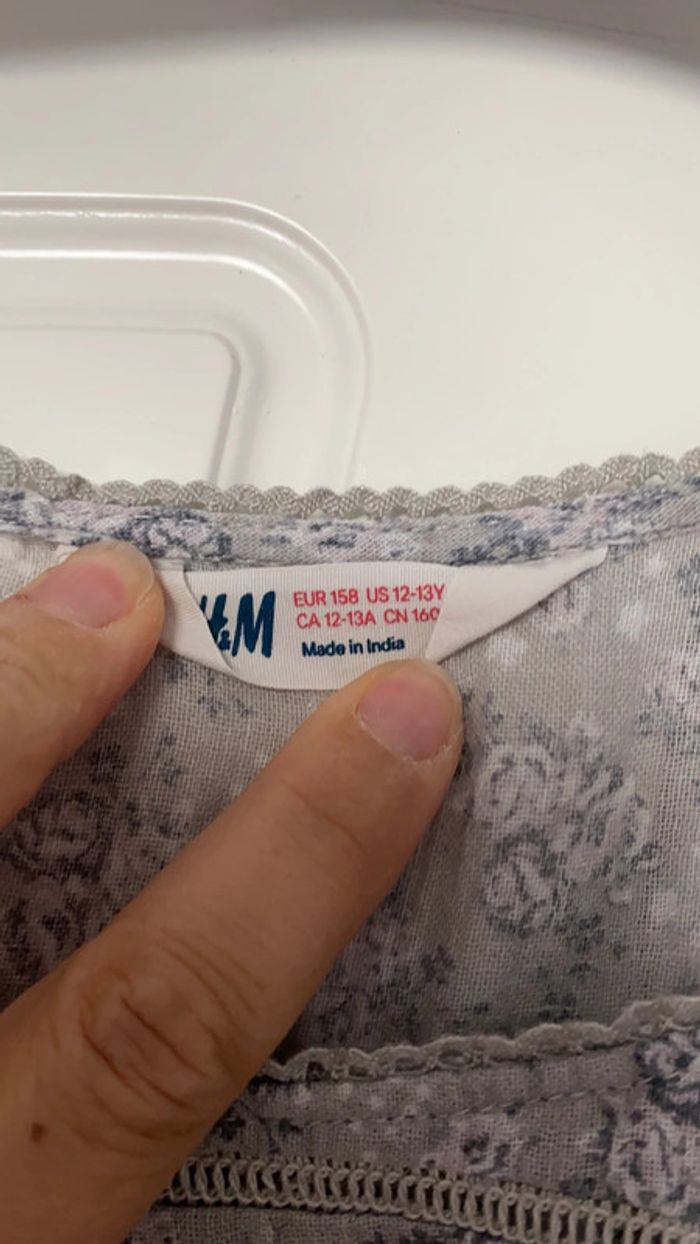 H&M
EUR 158 US 12-13Y
CA 12-13A CN 160
Made in India